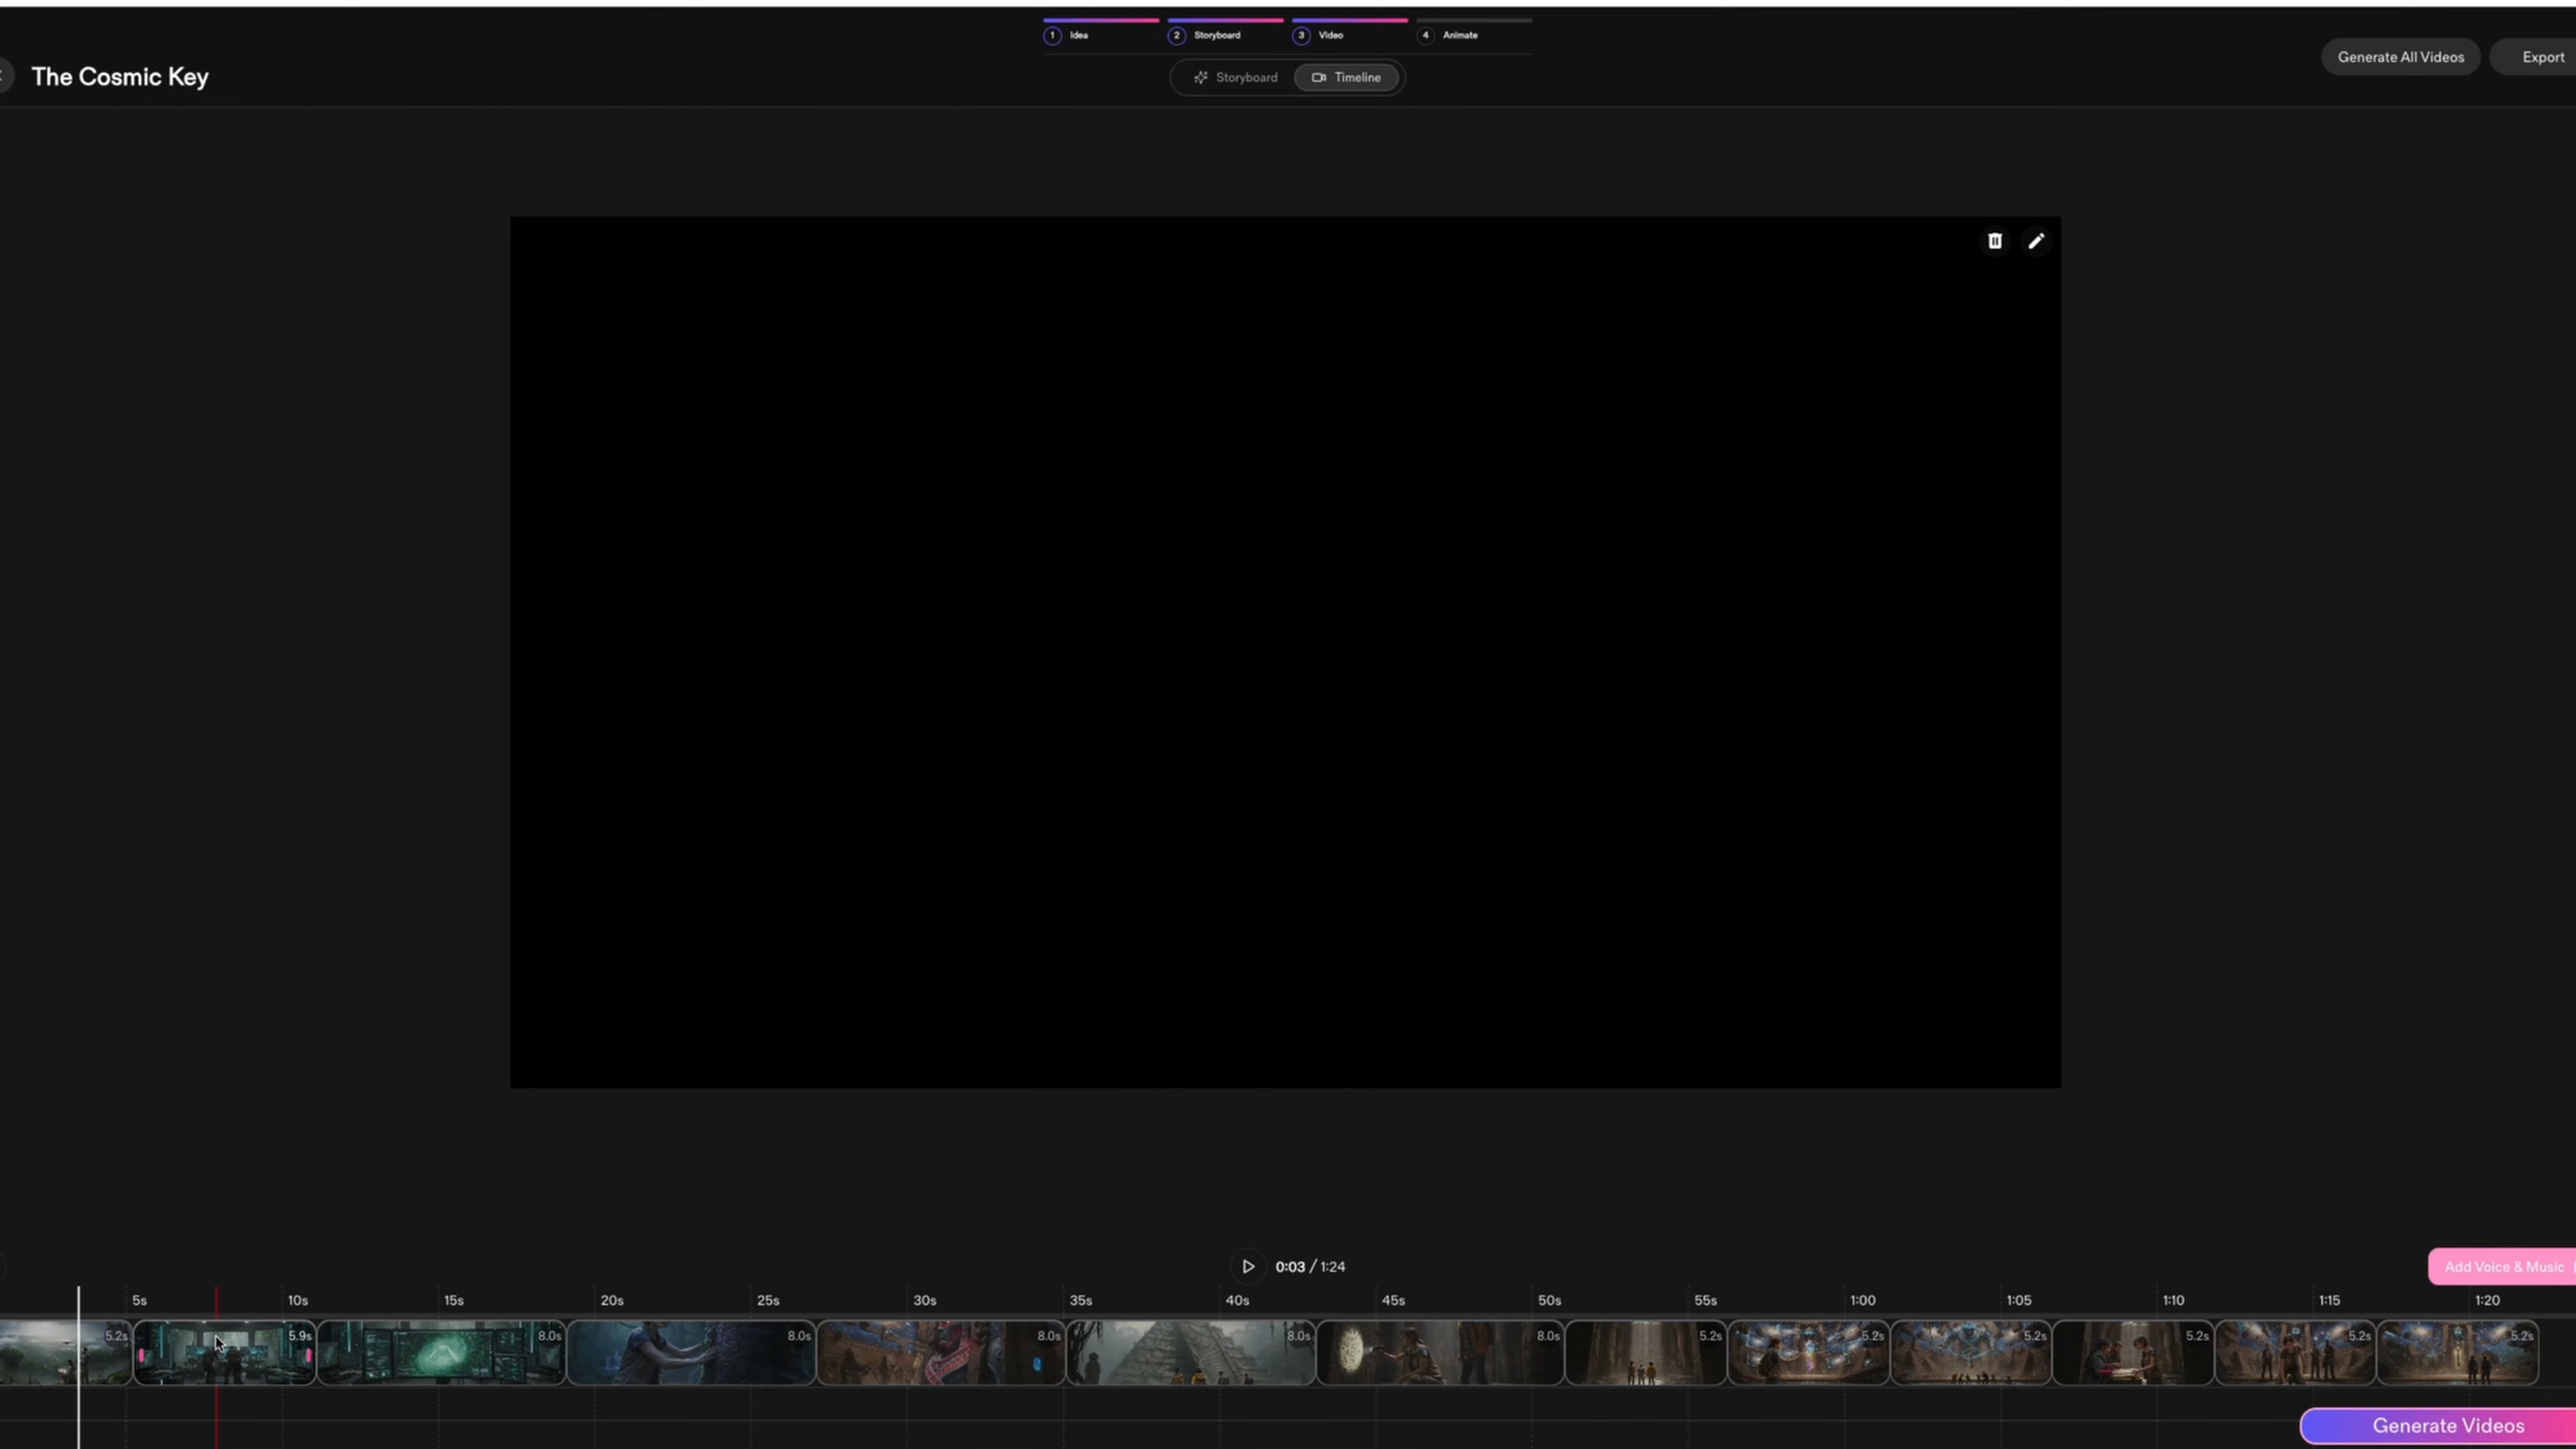 1 Idea
2 Storyboard
3 Video
4 Animate
Generate All Videos
Export
The Cosmic Key
Storyboard
Timeline
0:03 / 1:24
Add Voice & Music
5s 10s 15s 20s 25s 30s 35s 40s 45s 50s 55s 1:00 1:05 1:10 1:15 1:20
5.2s 5.9s 8.0s 8.0s 8.0s 8.0s 8.0s 5.2s 5.2s 5.2s 5.2s 5.2s 5.2s
Generate Videos